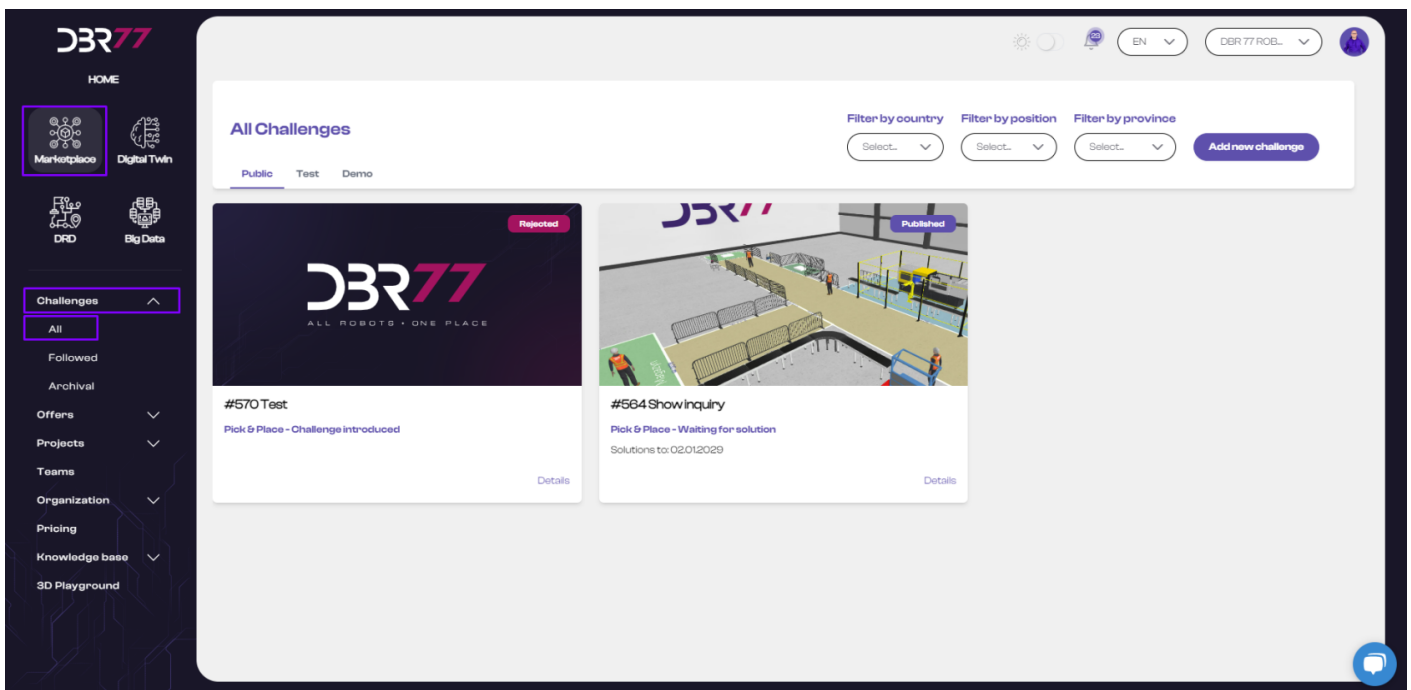 DBR77
HOME
Marketplace
Digital Twin
DRD
Big Data
Challenges
All
Followed
Archival
Offers
Projects
Teams
Organization
Pricing
Knowledge base
3D Playground
23
EN
DBR 77 ROB...
All Challenges
Filter by country
Filter by position
Filter by province
Select...
Select...
Select...
Add new challenge
Public
Test
Demo
Rejected
DBR77
ALL ROBOTS • ONE PLACE
#570 Test
Pick & Place - Challenge introduced
Details
DBR77
Published
#564 Show inquiry
Pick & Place - Waiting for solution
Solutions to: 02.01.2029
Details